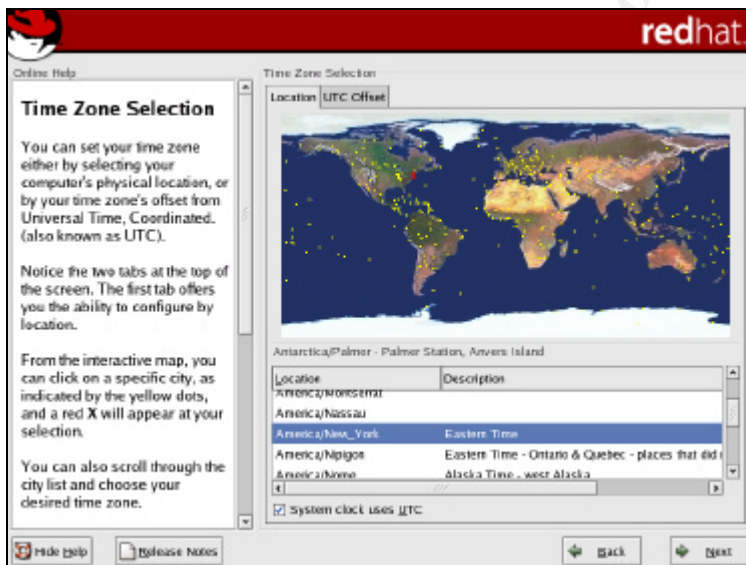 redhat.
Online Help
Time Zone Selection
You can set your time zone
either by selecting your
computer's physical location, or
by your time zone's offset from
Universal Time, Coordinated.
(also known as UTC).
Notice the two tabs at the top of
the screen. The first tab offers
you the ability to configure by
location.
From the interactive map, you
can click on a specific city, as
indicated by the yellow dots,
and a red X will appear at your
selection.
You can also scroll through the
city list and choose your
desired time zone.
Time Zone Selection
Location UTC Offset
Antarctica/Palmer - Palmer Station, Anvers Island
Location Description
America/Montserrat
America/Nassau
America/New_York Eastern Time
America/Nipigon Eastern Time - Ontario & Quebec - places that did
America/Nome Alaska Time - west Alaska
System clock uses UTC
Hide Help Release Notes Back Next